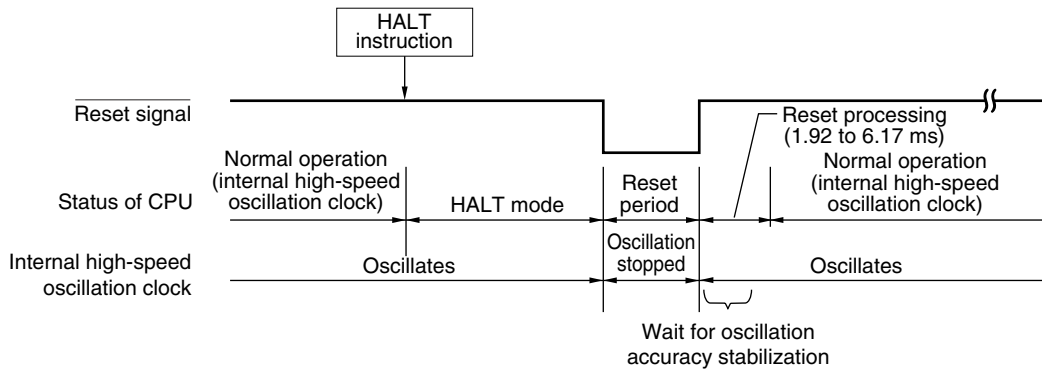 HALT
instruction
Reset signal
Reset processing
(1.92 to 6.17 ms)
Normal operation
(internal high-speed
oscillation clock)
Reset
period
Normal operation
(internal high-speed
oscillation clock)
Status of CPU
HALT mode
Oscillation
stopped
Internal high-speed
oscillation clock
Oscillates
Oscillates
Wait for oscillation
accuracy stabilization